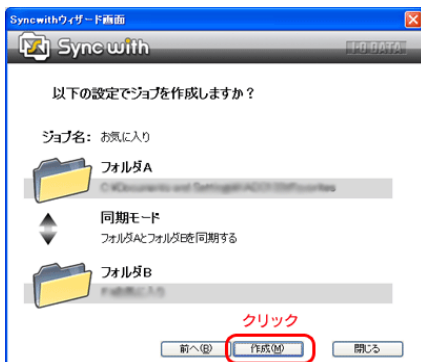 Syncwithウィザード画面
Sync with
I-O DATA
以下の設定でジョブを作成しますか？
ジョブ名： お気に入り
フォルダA
同期モード
フォルダAとフォルダBを同期する
フォルダB
クリック
前へ(B)
作成(M)
閉じる